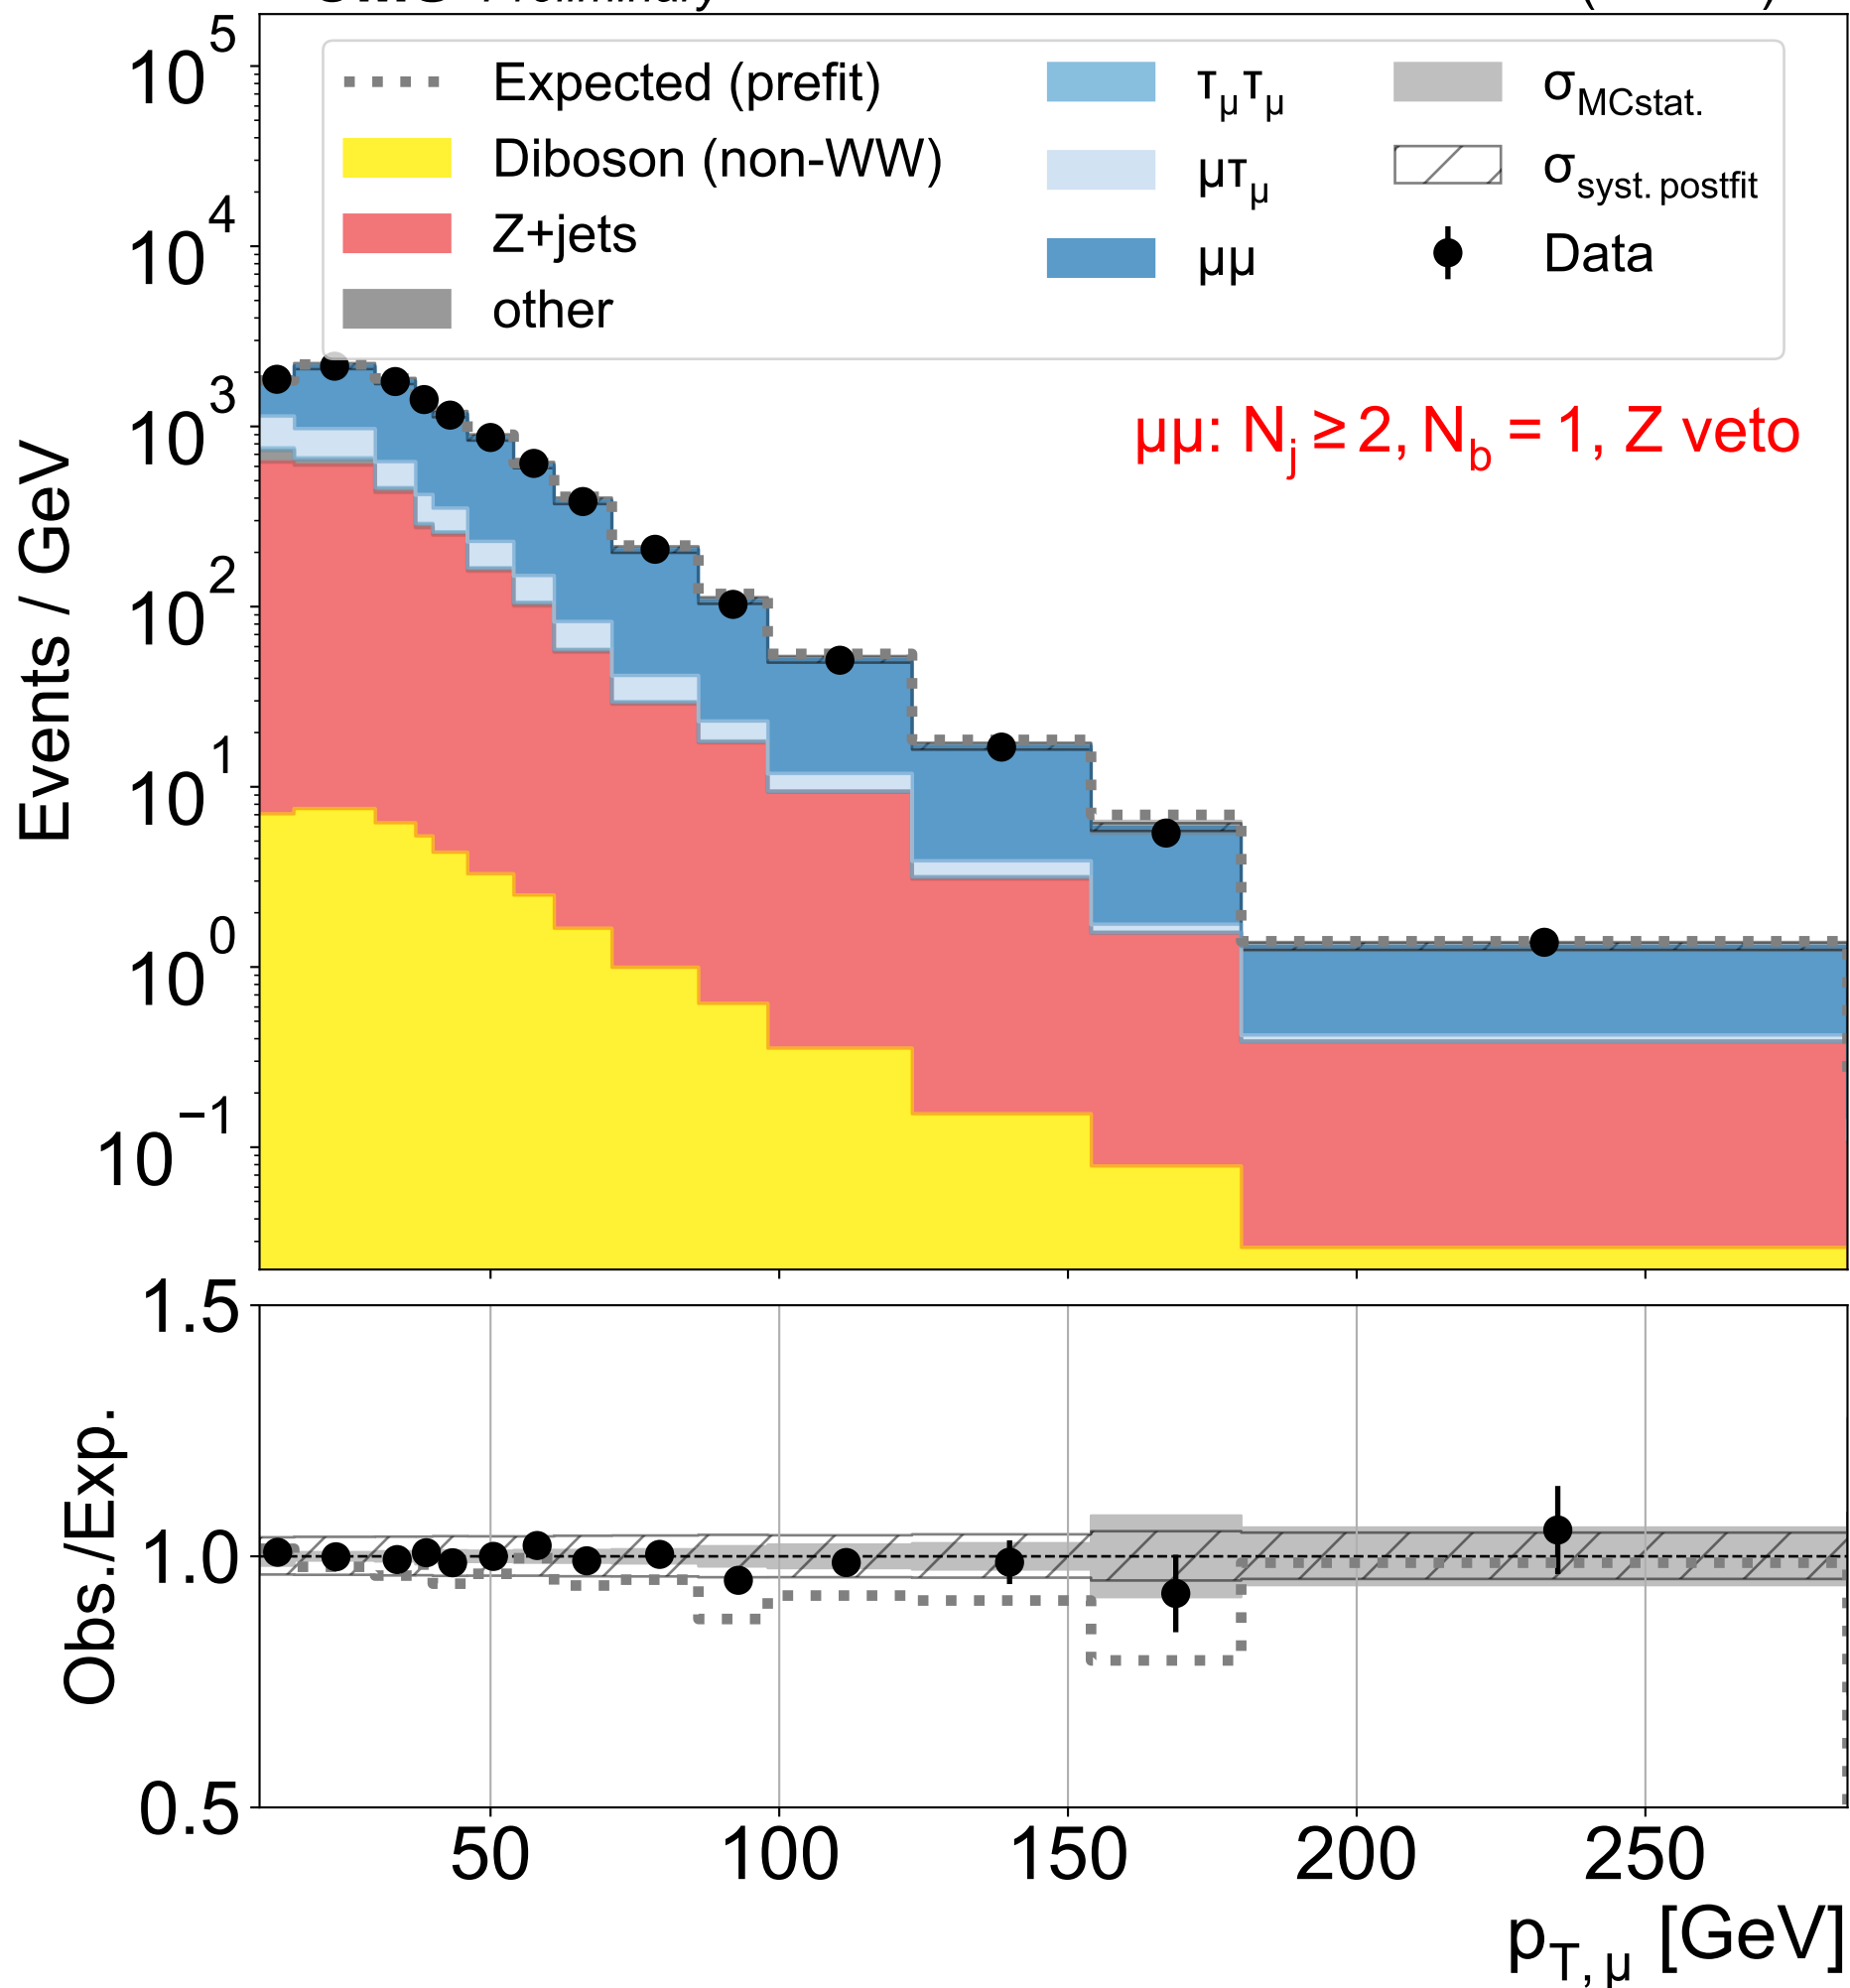 Preliminary
Expected (prefit)
Diboson (non-WW)
Z+jets
other
τμτμ
μτμ
μμ
σMCstat.
σsyst. postfit
Data
μμ: Nj ≥ 2, Nb = 1, Z veto
10^5
10^4
10^3
10^2
10^1
10^0
10^−1
Events / GeV
1.5
1.0
0.5
Obs./Exp.
50 100 150 200 250
pT, μ [GeV]